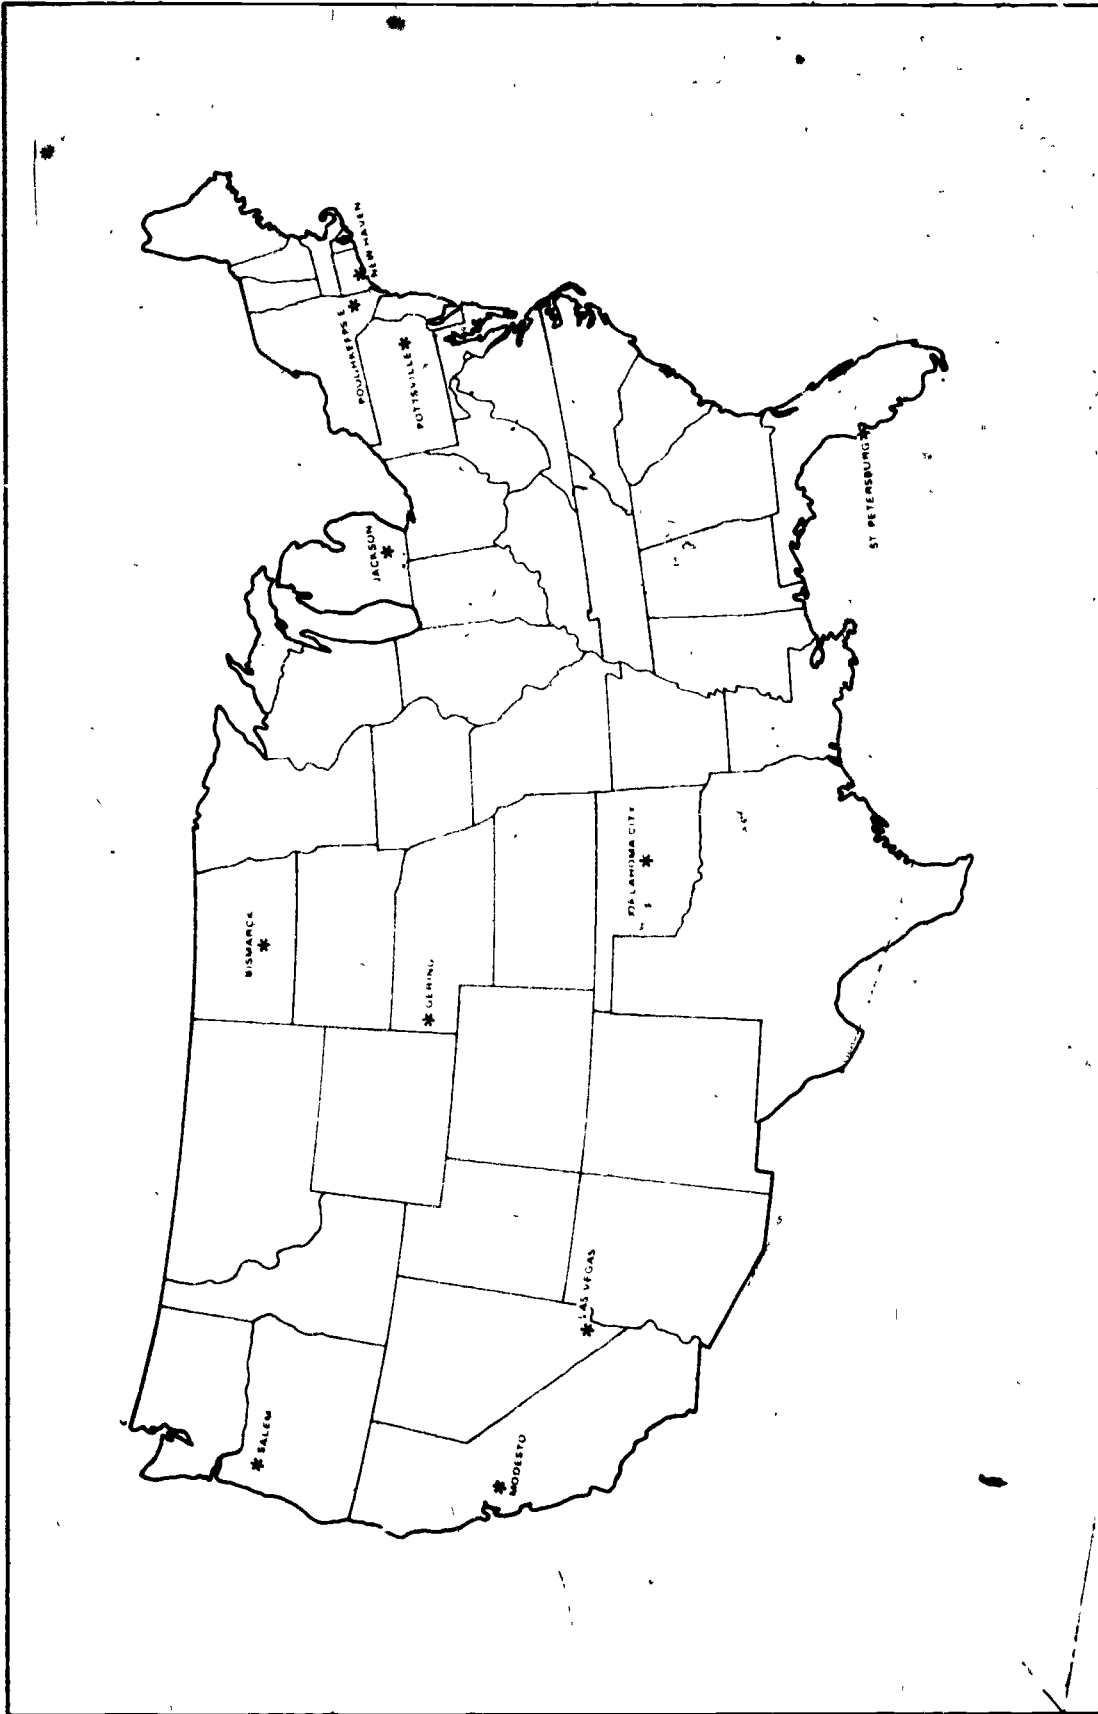 NEW HAVEN
POUGHKEEPSIE
POTTSVILLE
JACKSON
ST PETERSBURG
BISMARCK
GERING
OKLAHOMA CITY
LAS VEGAS
SALEM
MODESTO